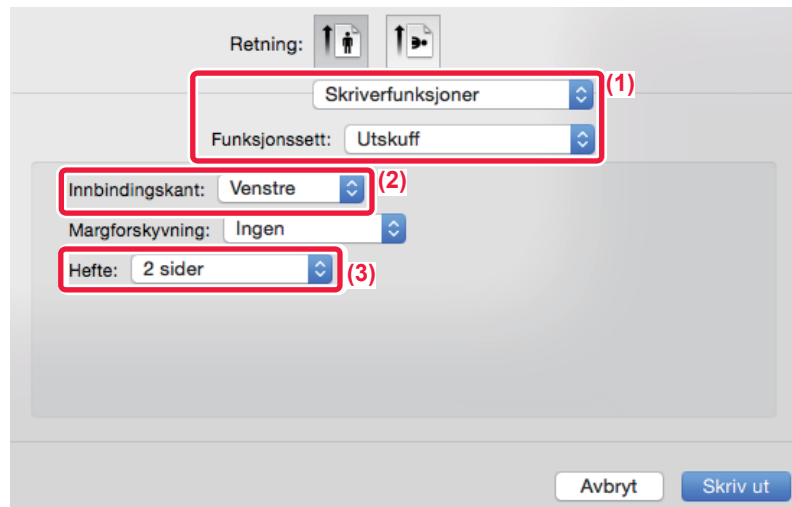 Retning:
Skriverfunksjoner
(1)
Funksjonssett: Utskuff
Innbindingskant: Venstre
(2)
Margforskyvning: Ingen
Hefte: 2 sider
(3)
Avbryt
Skriv ut